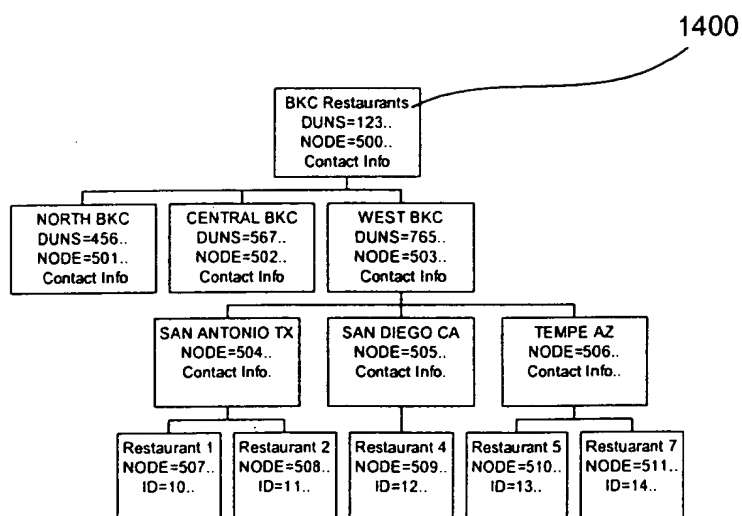 1400
BKC Restaurants
DUNS=123..
NODE=500..
Contact Info
NORTH BKC
DUNS=456..
NODE=501..
Contact Info
CENTRAL BKC
DUNS=567..
NODE=502..
Contact Info
WEST BKC
DUNS=765..
NODE=503..
Contact Info
SAN ANTONIO TX
NODE=504..
Contact Info.
SAN DIEGO CA
NODE=505..
Contact Info.
TEMPE AZ
NODE=506..
Contact Info..
Restaurant 1
NODE=507..
ID=10..
Restaurant 2
NODE=508..
ID=11..
Restaurant 4
NODE=509..
ID=12..
Restaurant 5
NODE=510..
ID=13..
Restuarant 7
NODE=511..
ID=14..